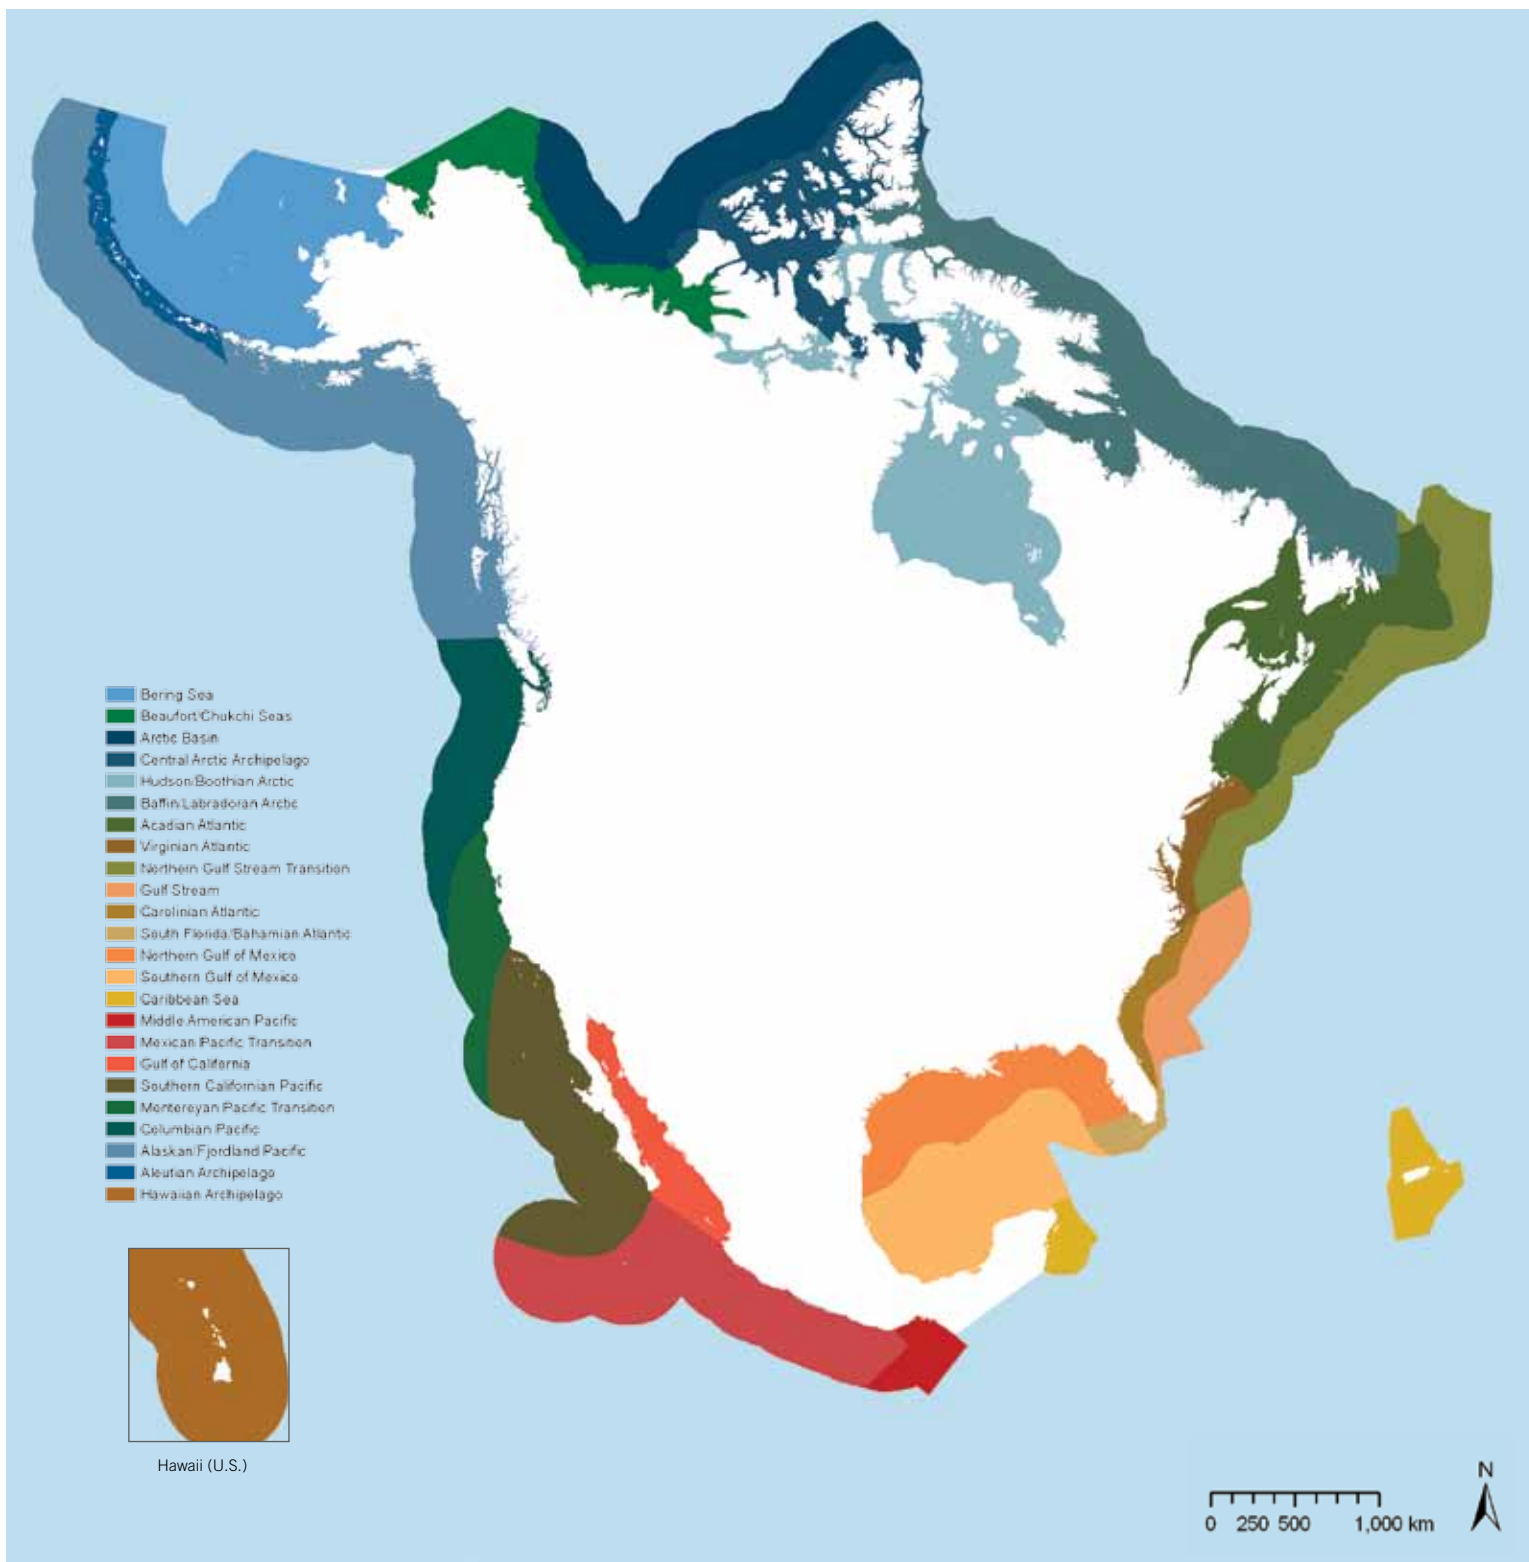 Bering Sea
Beaufort/Chukchi Seas
Arctic Basin
Central Arctic Archipelago
Hudson/Boothian Arctic
Baffin/Labradoran Arctic
Acadian Atlantic
Virginian Atlantic
Northern Gulf Stream Transition
Gulf Stream
Carolinian Atlantic
South Florida/Bahamian Atlantic
Northern Gulf of Mexico
Southern Gulf of Mexico
Caribbean Sea
Middle American Pacific
Mexican Pacific Transition
Gulf of California
Southern Californian Pacific
Montereyan Pacific Transition
Columbian Pacific
Alaskan/Fjordland Pacific
Aleutian Archipelago
Hawaiian Archipelago
Hawaii (U.S.)
N
0 250 500 1,000 km